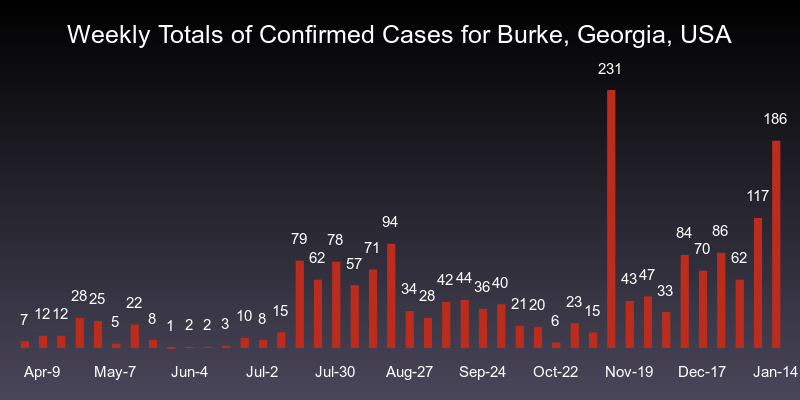 Weekly Totals of Confirmed Cases for Burke, Georgia, USA
7 12 12 28 25 5 22 8 1 2 2 3 10 8 15 79 62 78 57 71 94 34 28 42 44 36 40 21 20 6 23 15 231 43 47 33 84 70 86 62 117 186
Apr-9 May-7 Jun-4 Jul-2 Jul-30 Aug-27 Sep-24 Oct-22 Nov-19 Dec-17 Jan-14